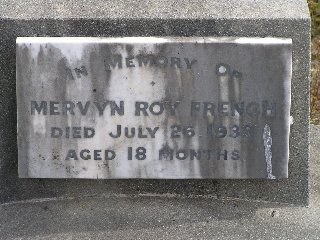 In Memory Of
MERVYN ROY FRENCH
DIED JULY 26
AGED 18 MONTHS